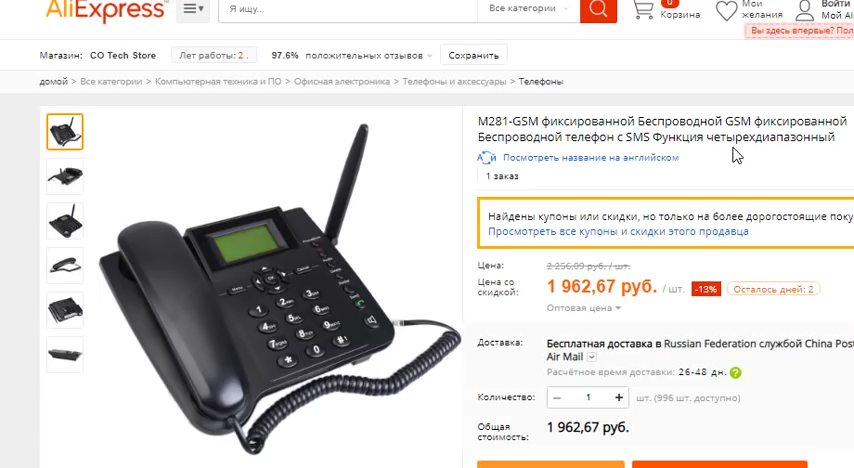 AliExpress
Я ищу...
Все категории
0
Корзина
Мои желания
Войти
Мой Ali
Вы здесь впервые? Пол
Магазин: CO Tech Store
Лет работы: 2 .
97.6% положительных отзывов
Сохранить
домой > Все категории > Компьютерная техника и ПО > Офисная электроника > Телефоны и аксессуары > Телефоны
M281-GSM фиксированной Беспроводной GSM фиксированной
Беспроводной телефон с SMS Функция четырехдиапазонный
Посмотреть название на английском
1 заказ
Найдены купоны или скидки, но только на более дорогостоящие поку
Просмотреть все купоны и скидки этого продавца
Цена: 2 256,09 руб. / шт.
Цена со скидкой: 1 962,67 руб. / шт. -13% Осталось дней: 2
Оптовая цена
Доставка: Бесплатная доставка в Russian Federation службой China Post
Air Mail
Расчётное время доставки: 26-48 дн.
Количество: 1 шт. (996 шт. доступно)
Общая стоимость: 1 962,67 руб.